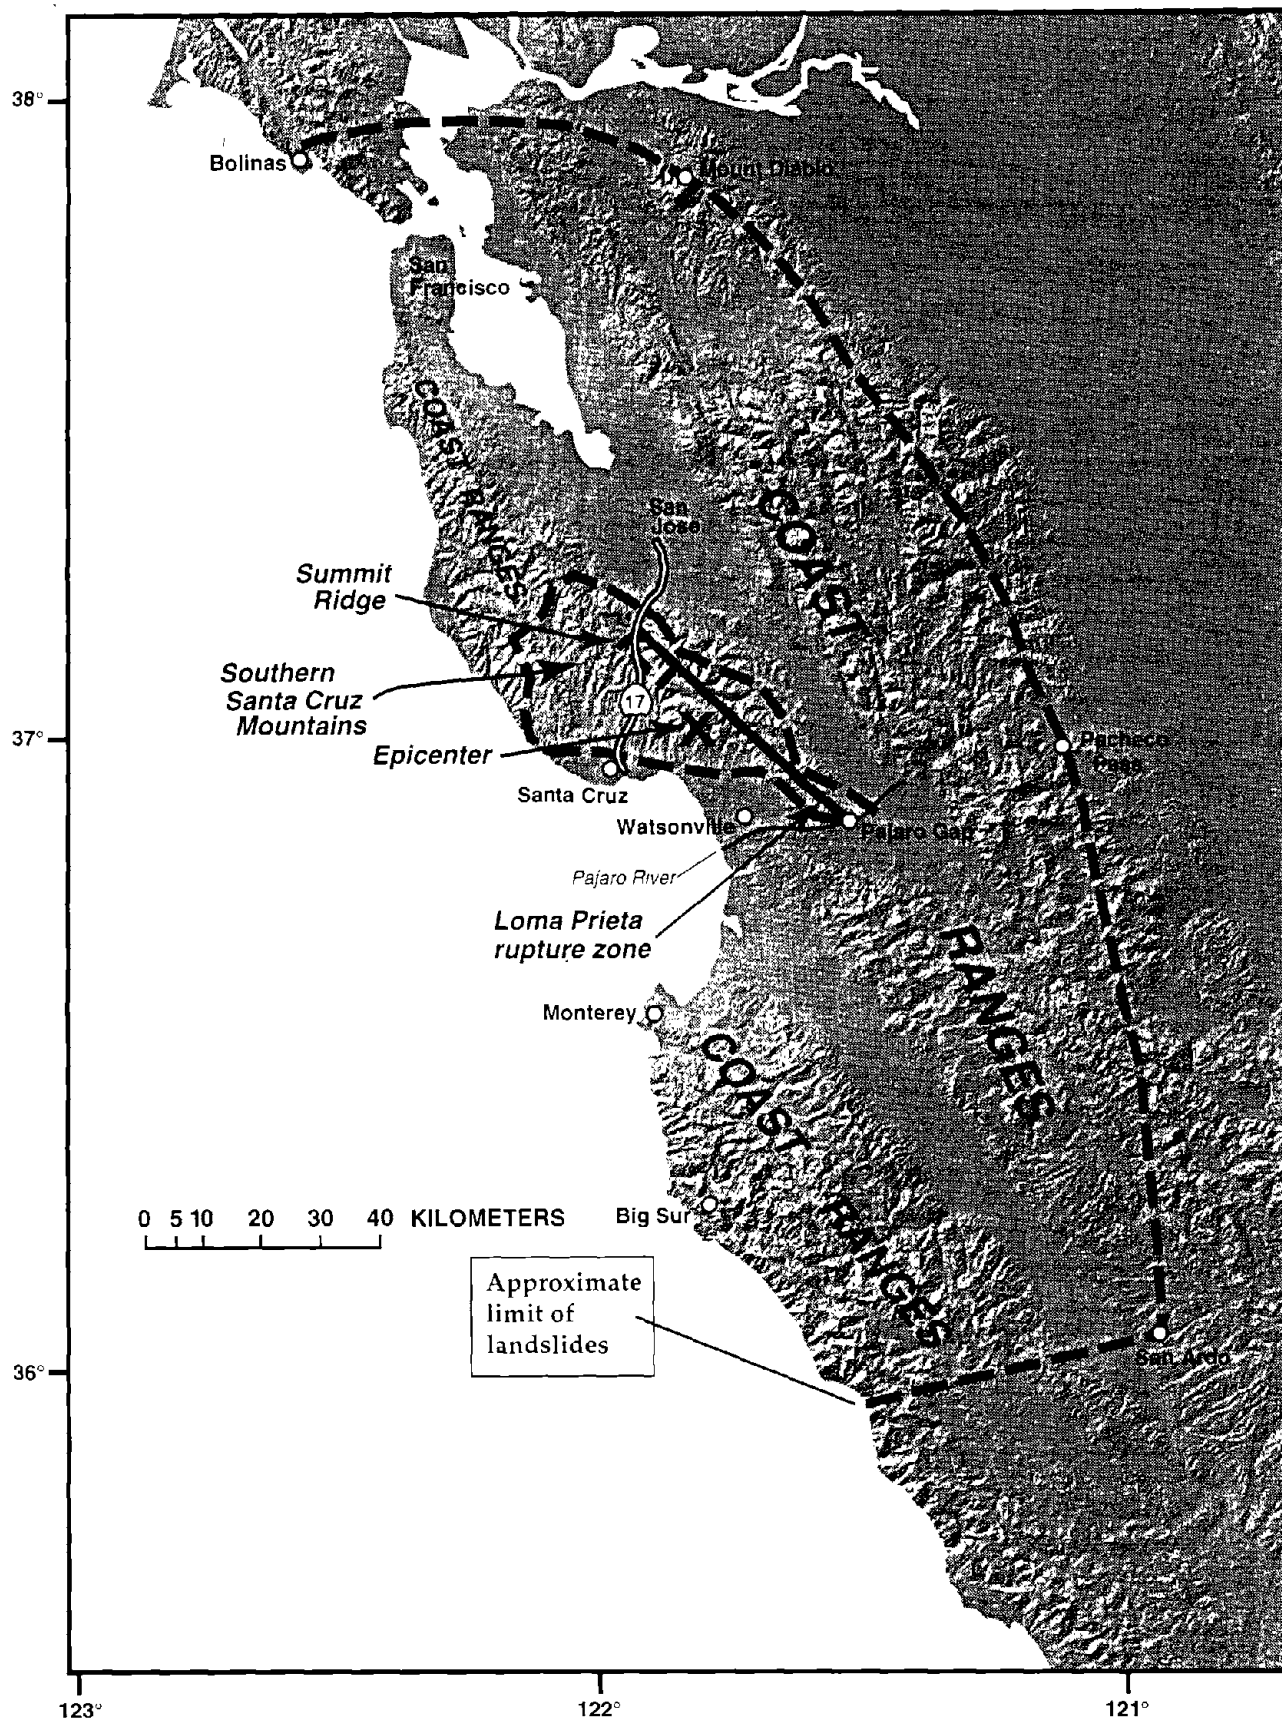 38°
Bolinas
Mount Diablo
San
Francisco
COAST RANGES
San
Jose
COAST
Summit
Ridge
Southern
Santa Cruz
Mountains
17
37°
Epicenter
Pacheco
Pass
Santa Cruz
Watsonville
Pajaro Gap
Pajaro River
Loma Prieta
rupture zone
RANGES
Monterey
COAST
0 5 10 20 30 40 KILOMETERS
Big Sur
RANGES
Approximate
limit of
landslides
36°
San Ardo
123°
122°
121°